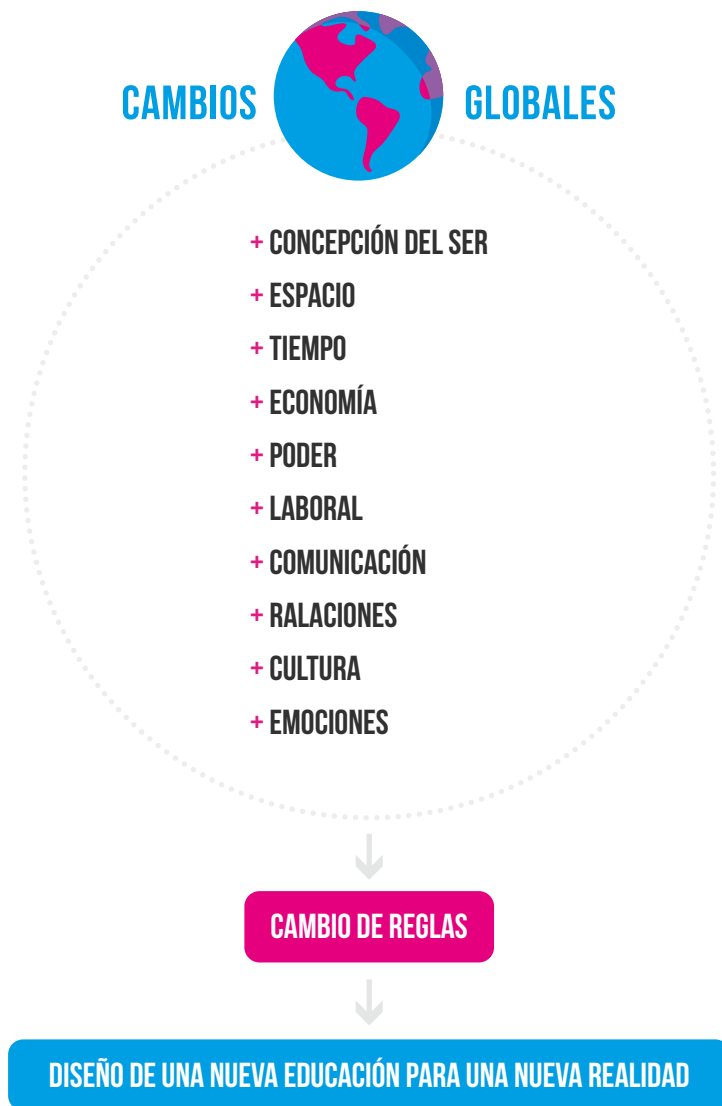 CAMBIOS GLOBALES
+ CONCEPCIÓN DEL SER
+ ESPACIO
+ TIEMPO
+ ECONOMÍA
+ PODER
+ LABORAL
+ COMUNICACIÓN
+ RALACIONES
+ CULTURA
+ EMOCIONES
CAMBIO DE REGLAS
DISEÑO DE UNA NUEVA EDUCACIÓN PARA UNA NUEVA REALIDAD